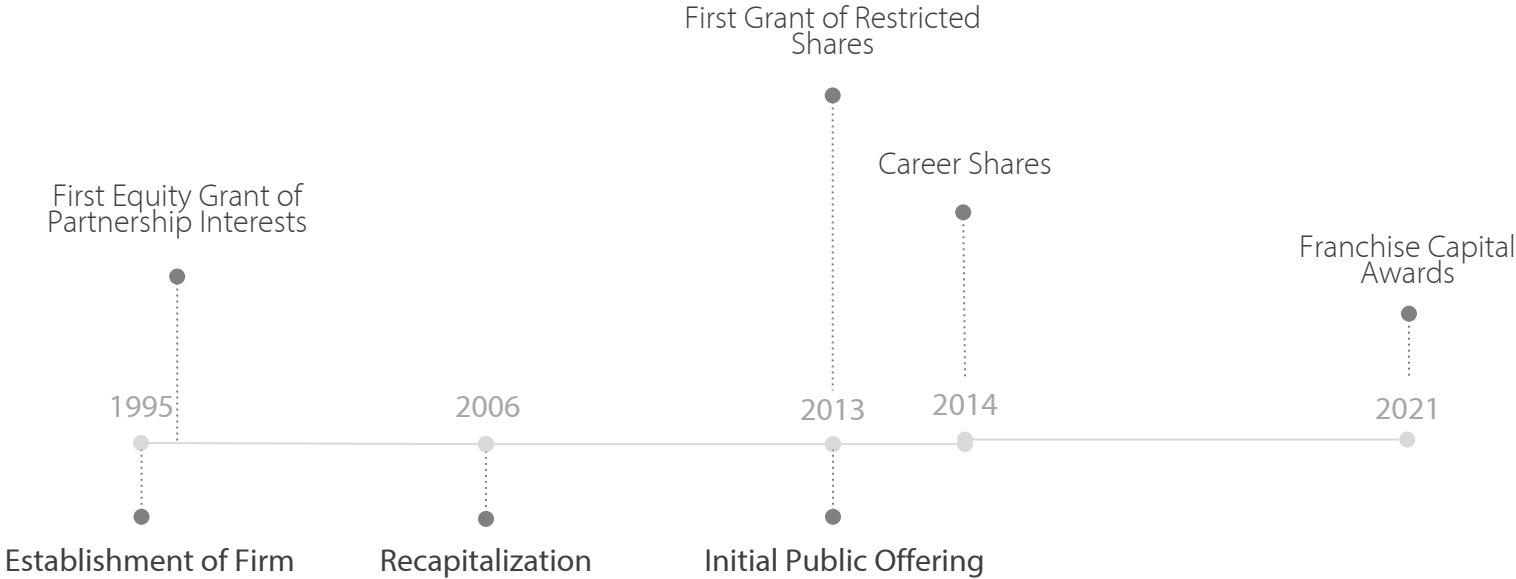 First Grant of Restricted
Shares
Career Shares
First Equity Grant of
Partnership Interests
Franchise Capital
Awards
1995
2006
2013
2014
2021
Establishment of Firm
Recapitalization
Initial Public Offering